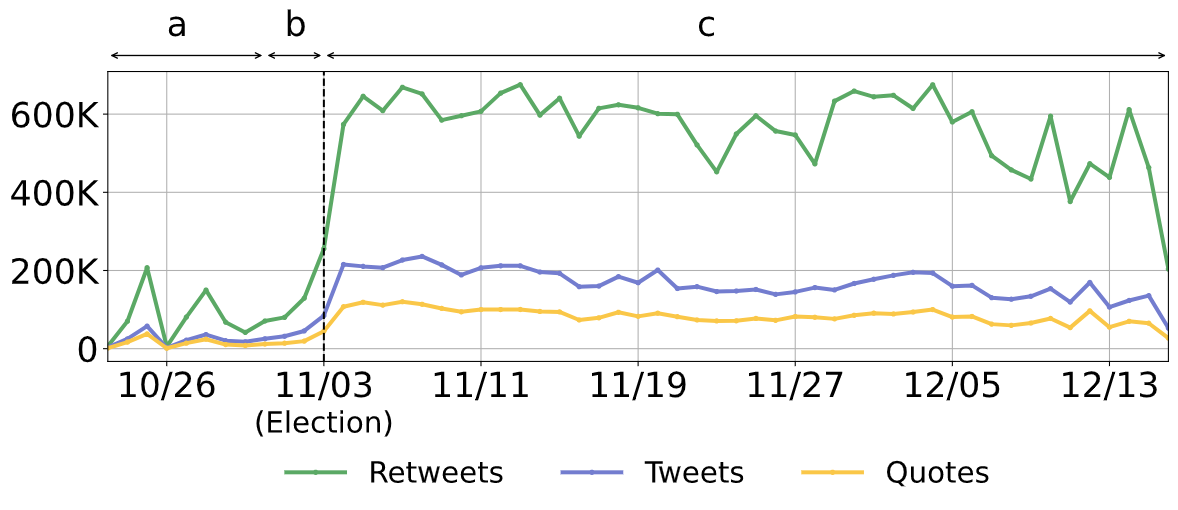 a b c
600K
400K
200K
0
10/26 11/03 11/11 11/19 11/27 12/05 12/13
(Election)
Retweets Tweets Quotes